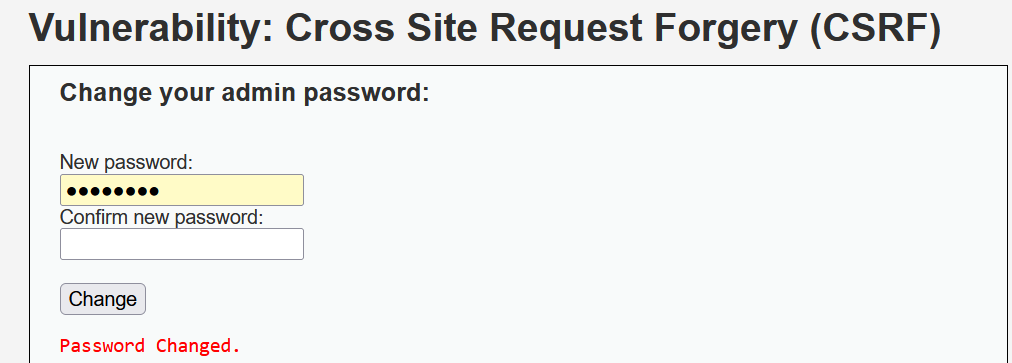 Vulnerability: Cross Site Request Forgery (CSRF)
Change your admin password:
New password:
●●●●●●●●
Confirm new password:
Change
Password Changed.